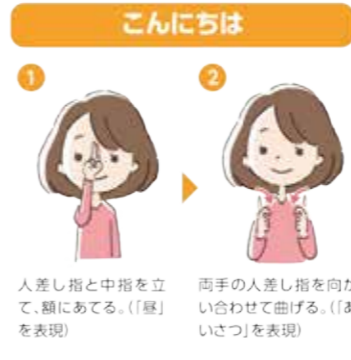 こんにちは
1
人差し指と中指を立
て、額にあてる。(「昼」
を表現)
2
両手の人差し指を向か
い合わせて曲げる。(「あ
いさつ」を表現)